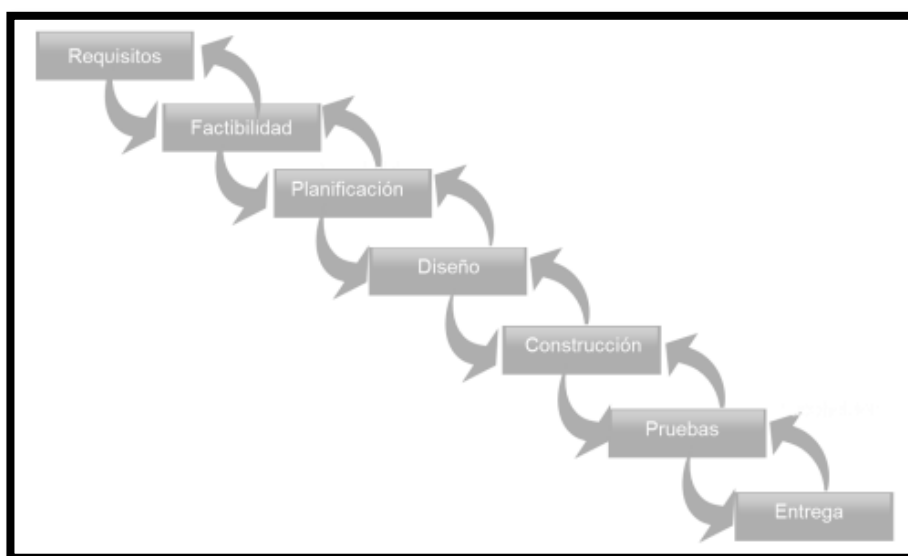 Requisitos
Factibilidad
Planificación
Diseño
Construcción
Pruebas
Entrega